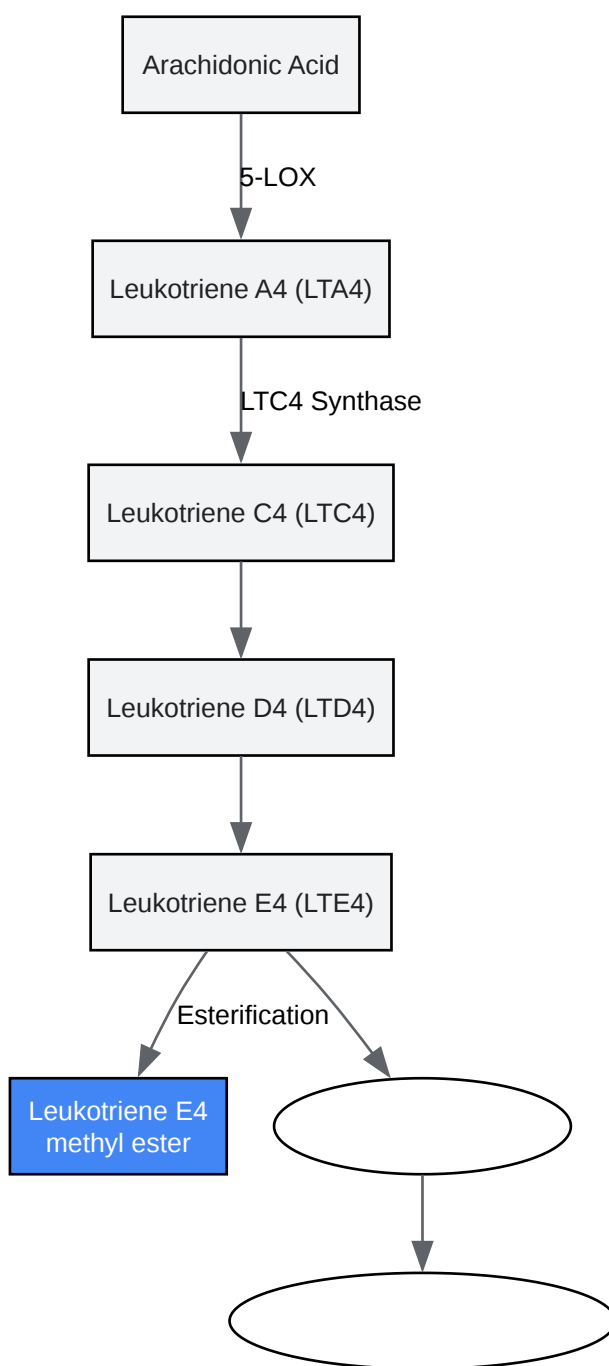 Arachidonic Acid
5-LOX
Leukotriene A4 (LTA4)
LTC4 Synthase
Leukotriene C4 (LTC4)
Leukotriene D4 (LTD4)
Leukotriene E4 (LTE4)
Esterification
Leukotriene E4
methyl ester